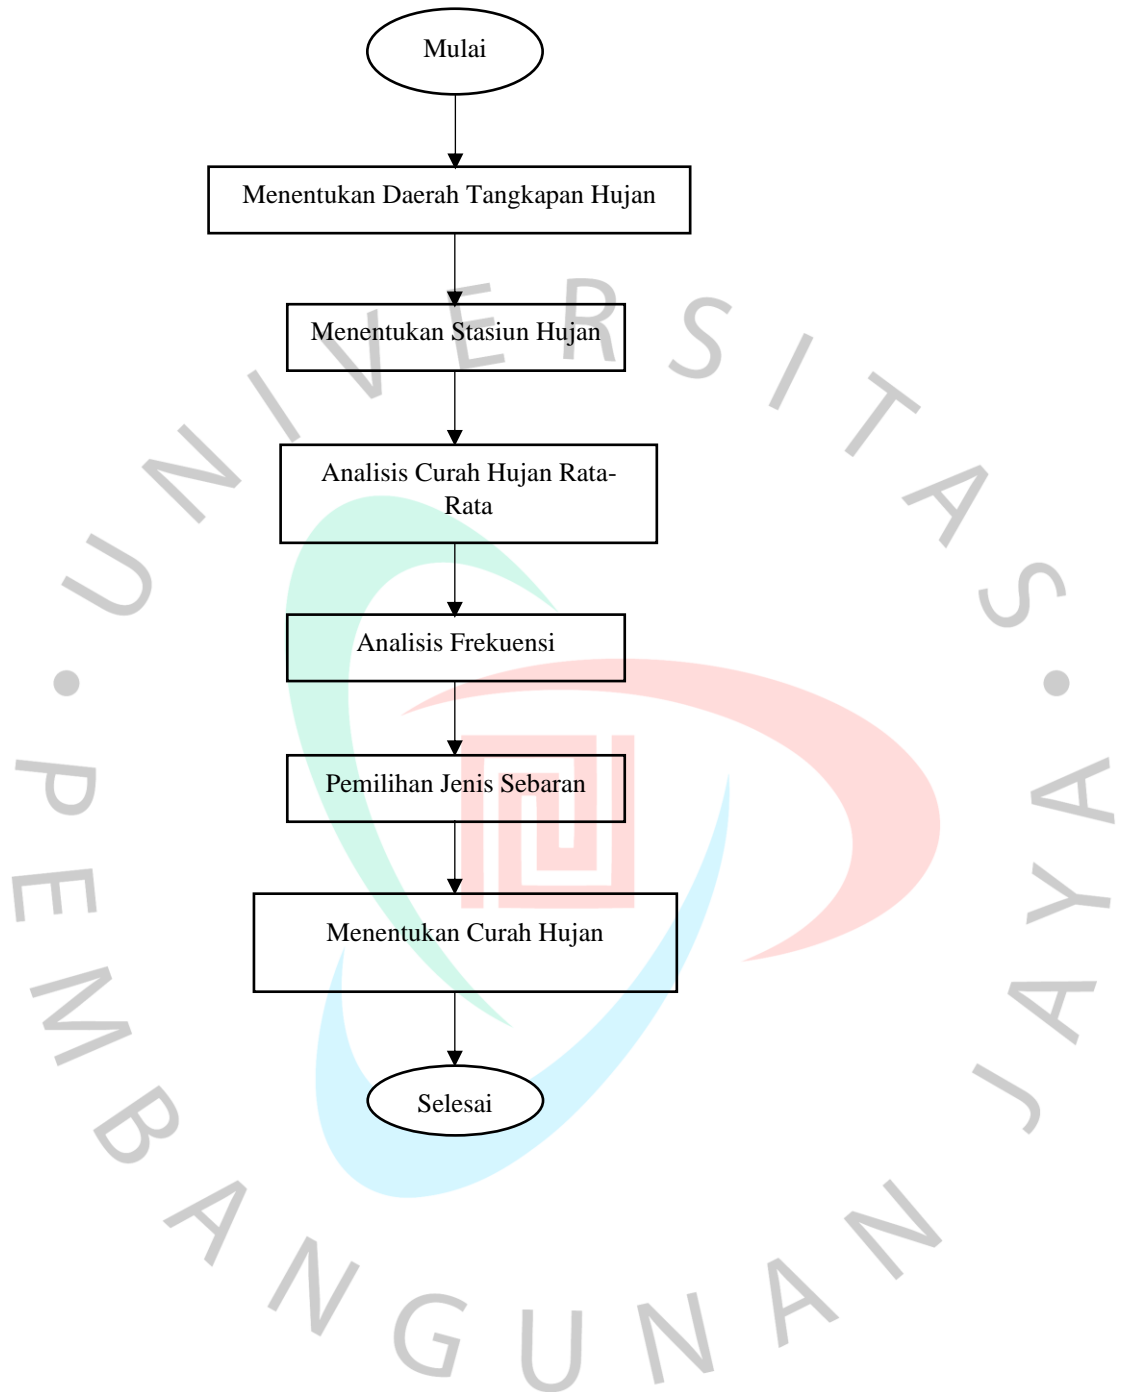 Mulai
Menentukan Daerah Tangkapan Hujan
Menentukan Stasiun Hujan
Analisis Curah Hujan Rata-
Rata
Analisis Frekuensi
Pemilihan Jenis Sebaran
Menentukan Curah Hujan
Selesai
UNIVERSITAS
• PEMBANGUNAN JAYA •